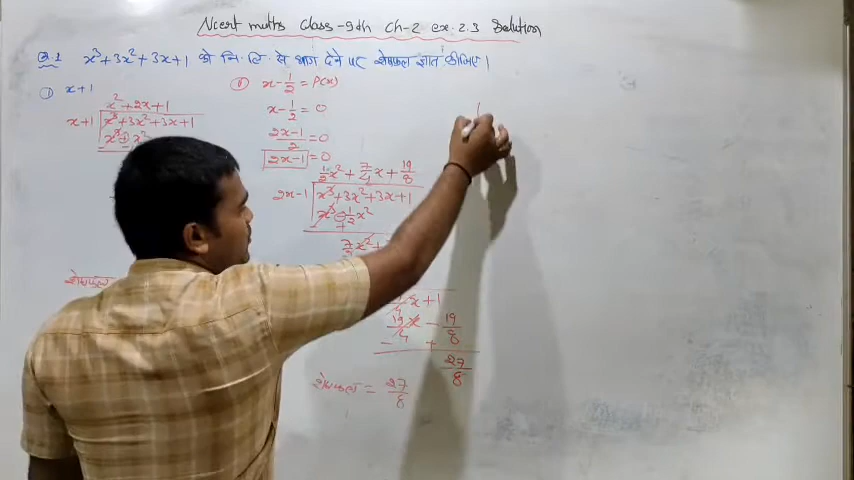 Ncert maths class-9th ch-2 ex.2.3 Solution
Q.1 x³+3x²+3x+1 को नि.लि. से भाग देने पर शेषफल ज्ञात कीजिए।
① x+1
x²+2x+1
x+1 x³+3x²+3x+1
x³+x²
शेषफल
② x-1/2 = P(x)
x-1/2 = 0
2x-1/2 = 0
2x-1 = 0
1/2x² + 7/4x + 19/8
2x-1 x³+3x²+3x+1
x³-1/2x²
- +
7/2x²+
x+1
19/4x - 19/8
- +
27/8
शेषफल = 27/8